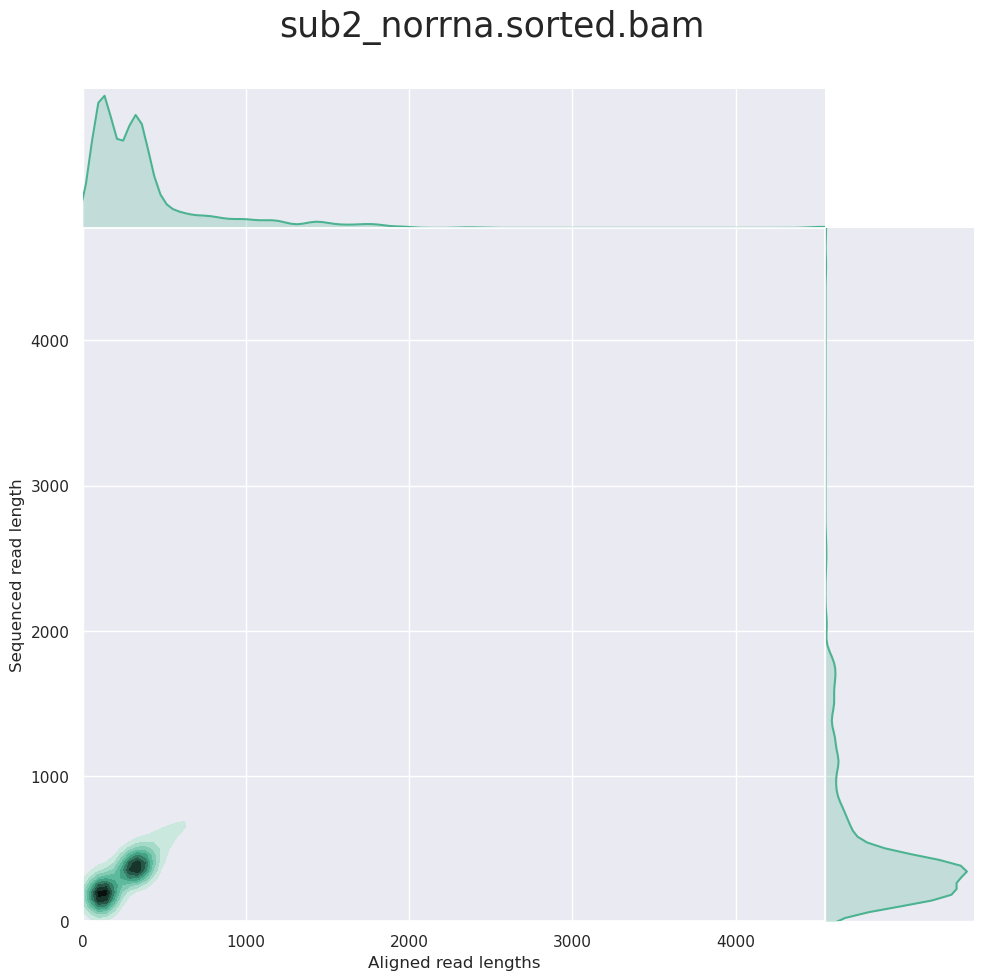 sub2_norrna.sorted.bam
4000
3000
2000
1000
0
Sequenced read length
0 1000 2000 3000 4000
Aligned read lengths